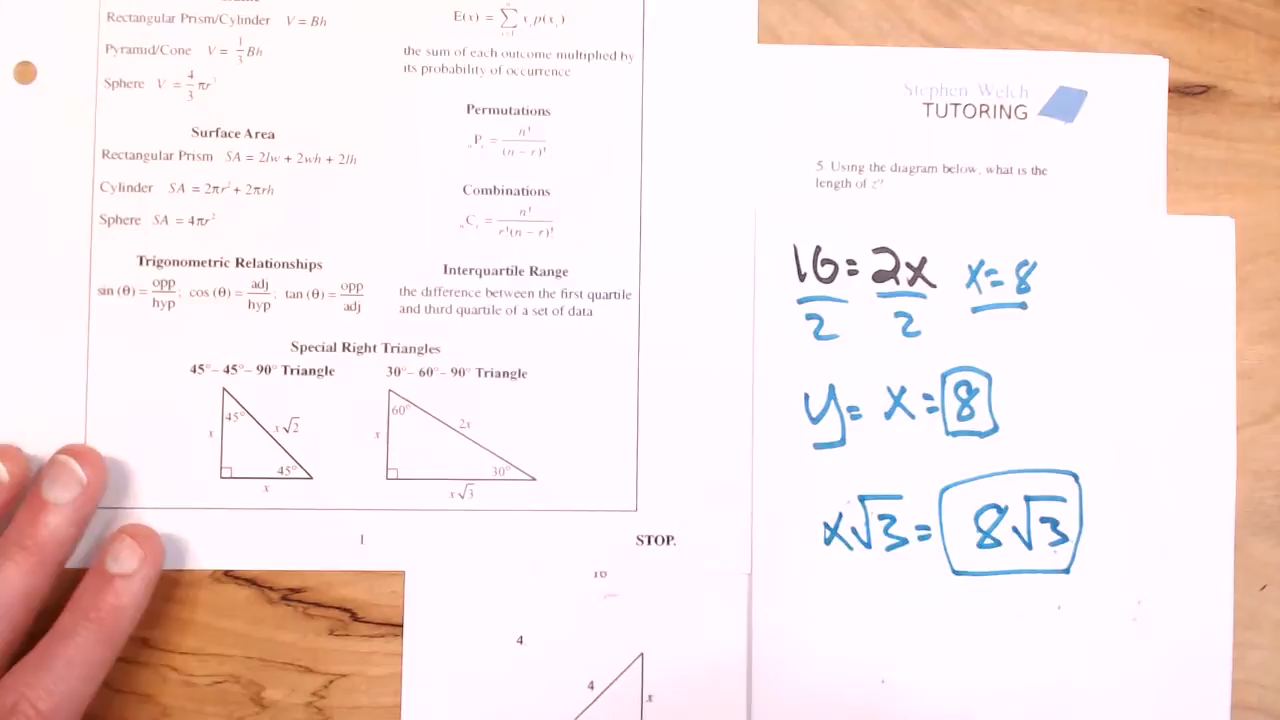 Rectangular Prism/Cylinder V = Bh
Pyramid/Cone V = 1/3 Bh
Sphere V = 4/3 πr³
Surface Area
Rectangular Prism SA = 2lw + 2wh + 2lh
Cylinder SA = 2πr² + 2πrh
Sphere SA = 4πr²
Trigonometric Relationships
sin (θ) = opp/hyp; cos (θ) = adj/hyp; tan (θ) = opp/adj
E(x) = ∑ xᵢp(xᵢ)
i=1
the sum of each outcome multiplied by
its probability of occurrence
Permutations
ₙPᵣ = n!/(n − r)!
Combinations
ₙCᵣ = n!/r!(n − r)!
Interquartile Range
the difference between the first quartile
and third quartile of a set of data
Special Right Triangles
45°– 45°– 90° Triangle
45°
x
x√2
45°
x
30°– 60°– 90° Triangle
60°
2x
x
30°
x√3
1
STOP.
4
4
x
Stephen Welch
TUTORING
5 Using the diagram below, what is the
length of z?
16 = 2x x = 8
2 2
y = x = 8
x√3 = 8√3